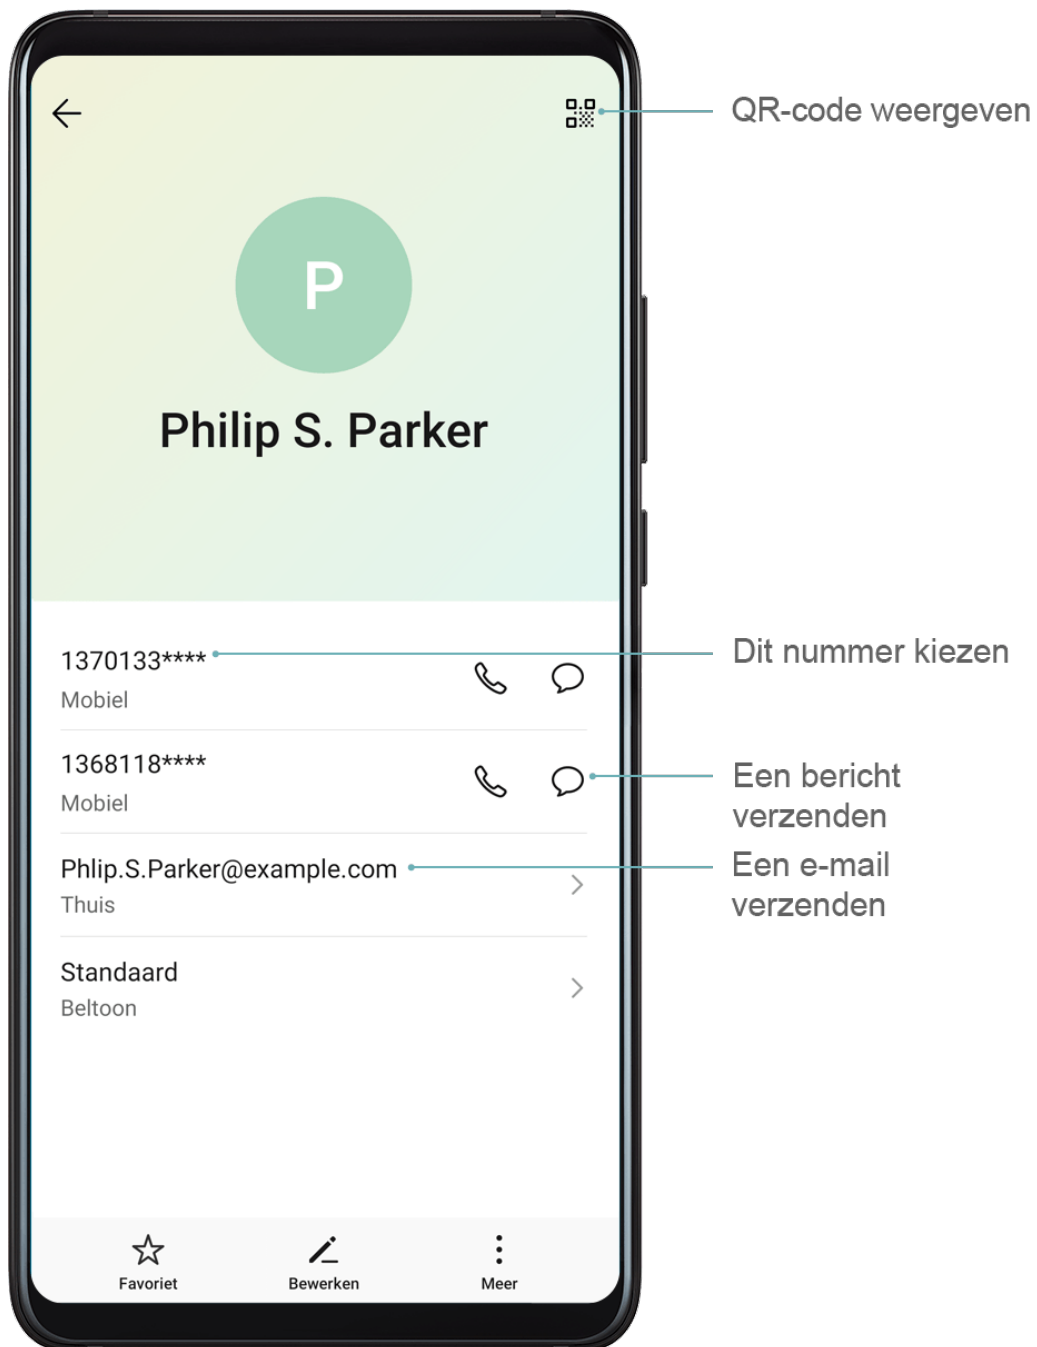 QR-code weergeven
P
Philip S. Parker
1370133****
Dit nummer kiezen
Mobiel
1368118****
Een bericht
verzenden
Mobiel
Phlip.S.Parker@example.com
Een e-mail
verzenden
Thuis
Standaard
Beltoon
Favoriet
Bewerken
Meer